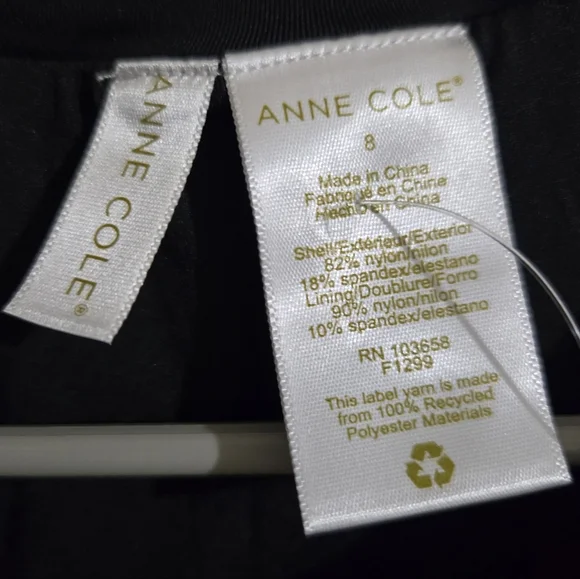 ANNE COLE®
ANNE COLE®
8
Made in China
Fabriqué en Chine
Hecho en China
Shell/Extérieur/Exterior
82% nylon/nilon
18% spandex/elestano
Lining/Doublure/Forro
90% nylon/nilon
10% spandex/elestano
RN 103658
F1299
This label yarn is made
from 100% Recycled
Polyester Materials